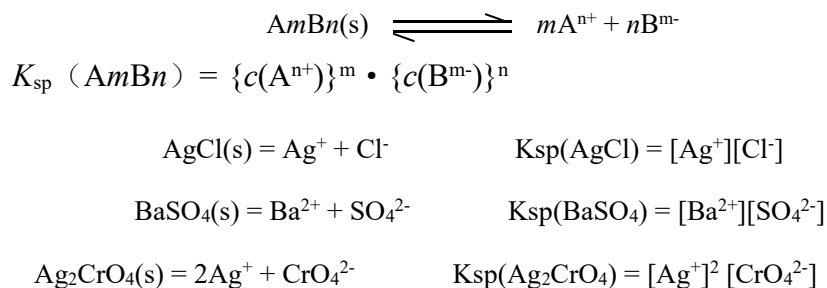 AmBn(s) ⇌ mAⁿ⁺ + nBᵐ⁻
Kₛₚ（AmBn）= {c(Aⁿ⁺)}ᵐ • {c(Bᵐ⁻)}ⁿ
AgCl(s) = Ag⁺ + Cl⁻ Ksp(AgCl) = [Ag⁺][Cl⁻]
BaSO₄(s) = Ba²⁺ + SO₄²⁻ Ksp(BaSO₄) = [Ba²⁺][SO₄²⁻]
Ag₂CrO₄(s) = 2Ag⁺ + CrO₄²⁻ Ksp(Ag₂CrO₄) = [Ag⁺]² [CrO₄²⁻]